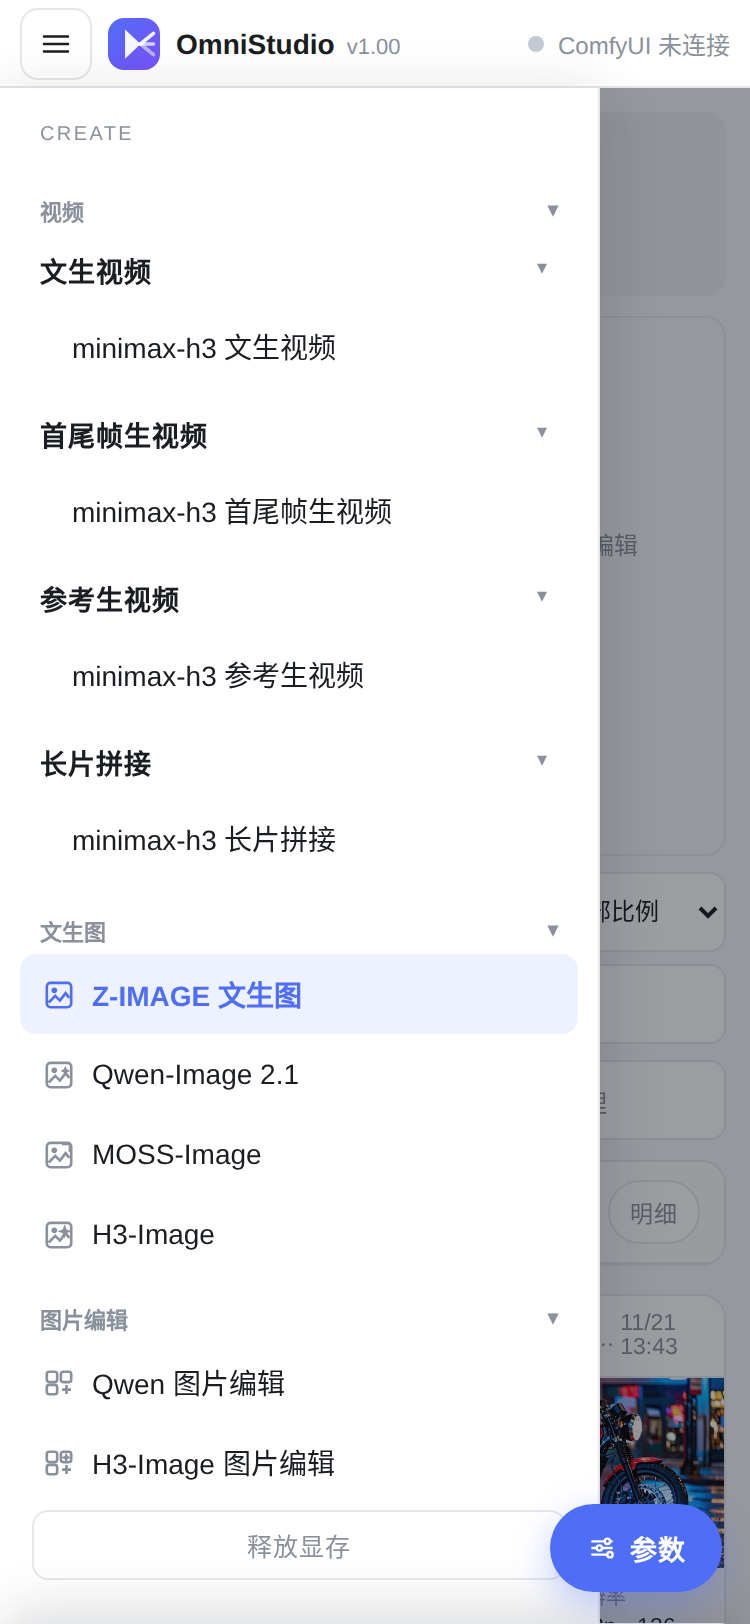 OmniStudio v1.00
ComfyUI 未连接
CREATE
视频
文生视频
minimax-h3 文生视频
首尾帧生视频
minimax-h3 首尾帧生视频
编辑
参考生视频
minimax-h3 参考生视频
长片拼接
minimax-h3 长片拼接
部比例
文生图
Z-IMAGE 文生图
Qwen-Image 2.1
MOSS-Image
明细
H3-Image
图片编辑
11/21
13:43
Qwen 图片编辑
H3-Image 图片编辑
释放显存
参数